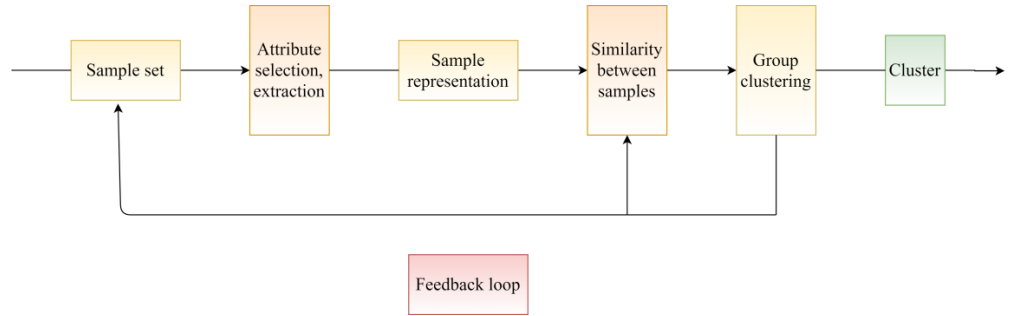 Sample set
Attribute
selection,
extraction
Sample
representation
Similarity
between
samples
Group
clustering
Cluster
Feedback loop